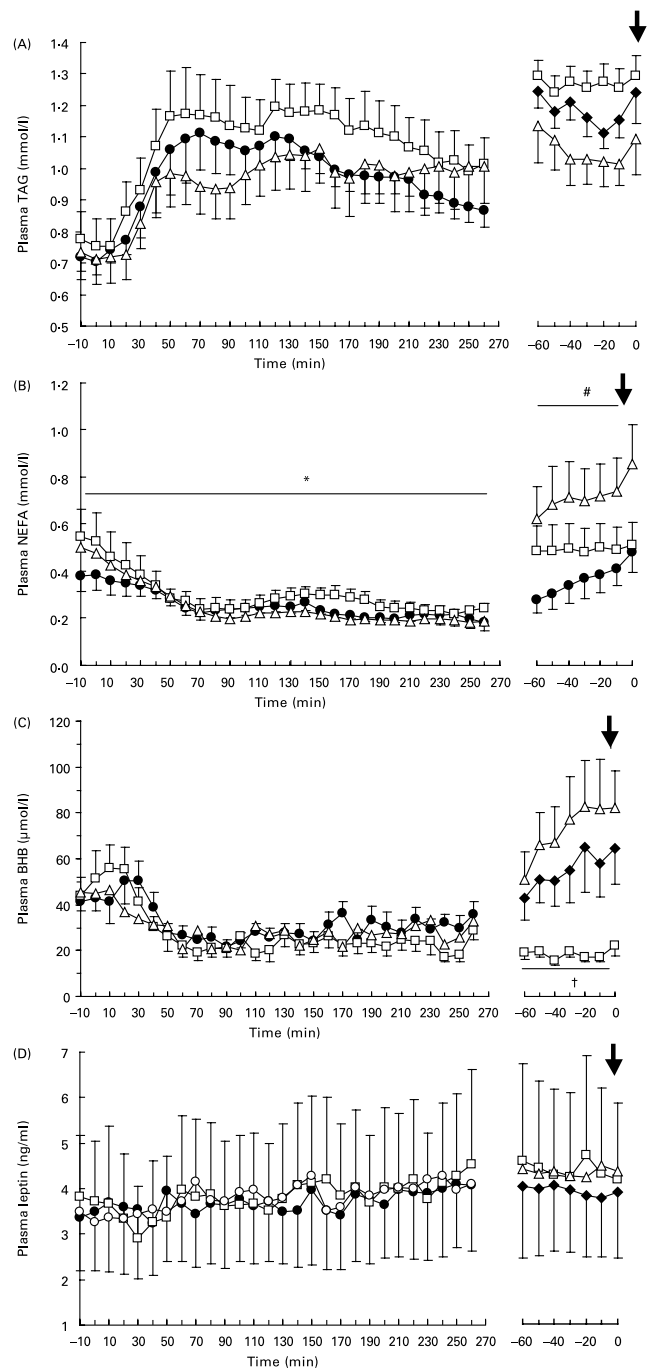 (A)
Plasma TAG (mmol/l)
1·4
1·3
1·2
1·1
1·0
0·9
0·8
0·7
0·6
0·5
–10 10 30 50 70 90 110 130 150 170 190 210 230 250 270
Time (min)
–60 –40 –20 0
(B)
Plasma NEFA (mmol/l)
1·2
1·0
0·8
0·6
0·4
0·2
0·0
*
#
–10 10 30 50 70 90 110 130 150 170 190 210 230 250 270
Time (min)
–60 –40 –20 0
(C)
Plasma BHB (µmol/l)
120
100
80
60
40
20
0
†
–10 10 30 50 70 90 110 130 150 170 190 210 230 250 270
Time (min)
–60 –40 –20 0
(D)
Plasma leptin (ng/ml)
7
6
5
4
3
2
1
–10 10 30 50 70 90 110 130 150 170 190 210 230 250 270
Time (min)
–60 –40 –20 0